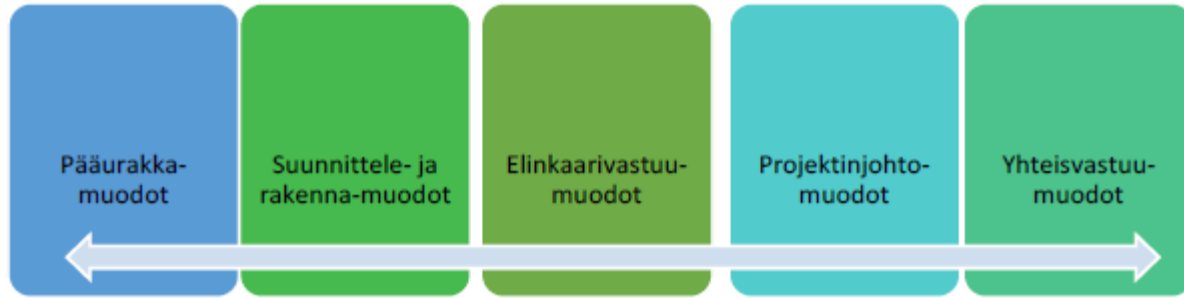 Pääurakka-
muodot
Suunnittele- ja
rakenna-muodot
Elinkaarivastuu-
muodot
Projektinjohto-
muodot
Yhteisvastuu-
muodot